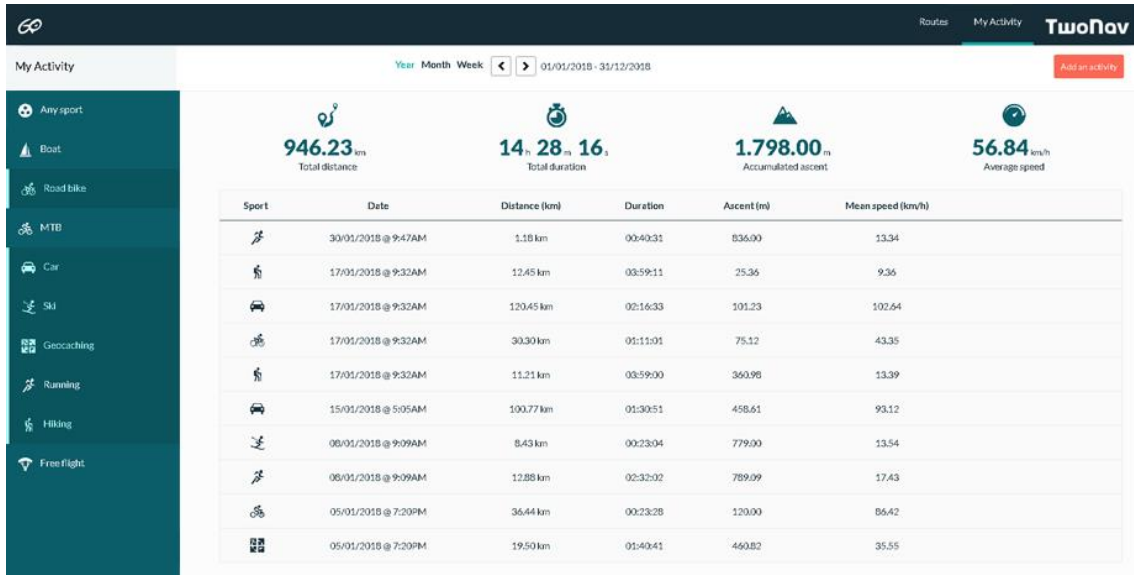 Routes My Activity TwoNav
My Activity
Year Month Week 01/01/2018 - 31/12/2018
Add an activity
Any sport
Boat
Road bike
MTB
Car
Ski
Geocaching
Running
Hiking
Free flight
946.23 km
Total distance
14 h 28 m 16 s
Total duration
1.798.00 m
Accumulated ascent
56.84 km/h
Average speed
Sport Date Distance (km) Duration Ascent (m) Mean speed (km/h)
30/01/2018 @ 9:47AM 1.18 km 00:40:31 836.00 13.34
17/01/2018 @ 9:32AM 12.45 km 03:59:11 25.36 9.36
17/01/2018 @ 9:32AM 120.45 km 02:16:33 101.23 102.64
17/01/2018 @ 9:32AM 30.30 km 01:11:01 75.12 43.35
17/01/2018 @ 9:32AM 11.21 km 03:59:00 360.98 13.39
15/01/2018 @ 5:05AM 100.77 km 01:30:51 458.61 93.12
08/01/2018 @ 9:09AM 8.43 km 00:23:04 779.00 13.54
08/01/2018 @ 9:09AM 12.88 km 02:32:02 789.09 17.43
05/01/2018 @ 7:20PM 36.44 km 00:23:28 120.00 86.42
05/01/2018 @ 7:20PM 19.50 km 01:40:41 460.82 35.55